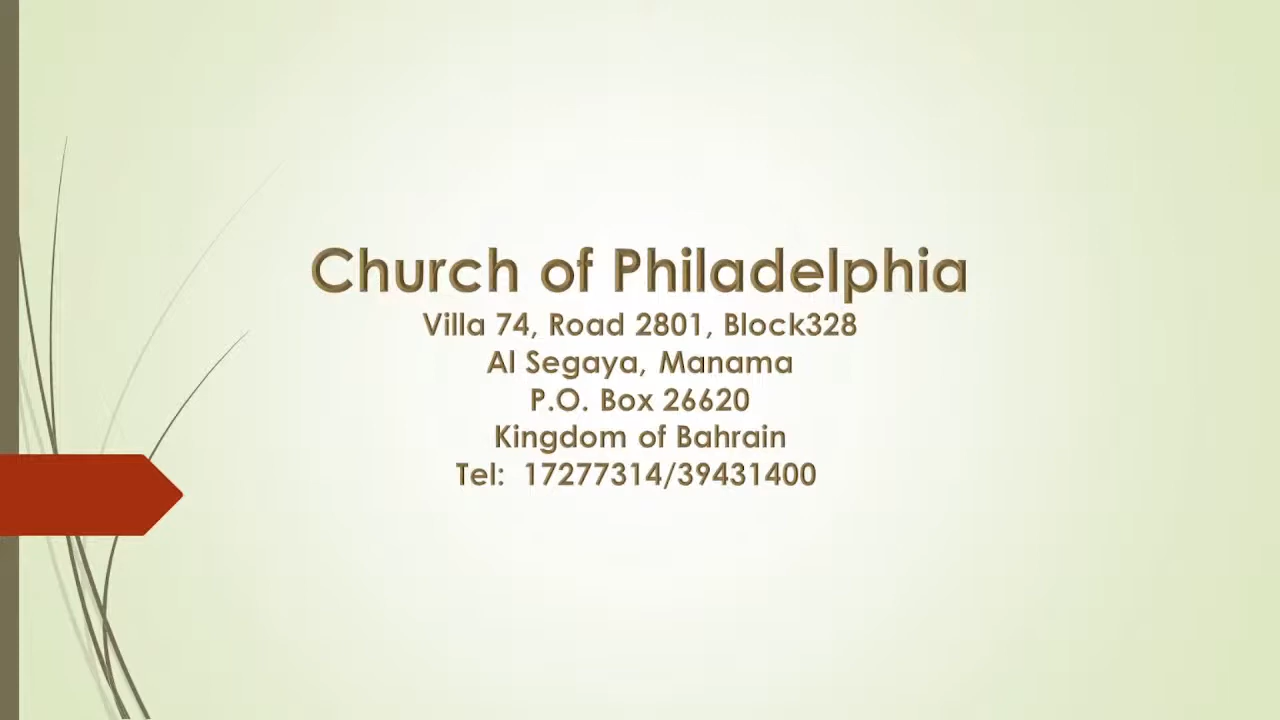 Church of Philadelphia
Villa 74, Road 2801, Block328
Al Segaya, Manama
P.O. Box 26620
Kingdom of Bahrain
Tel:  17277314/39431400